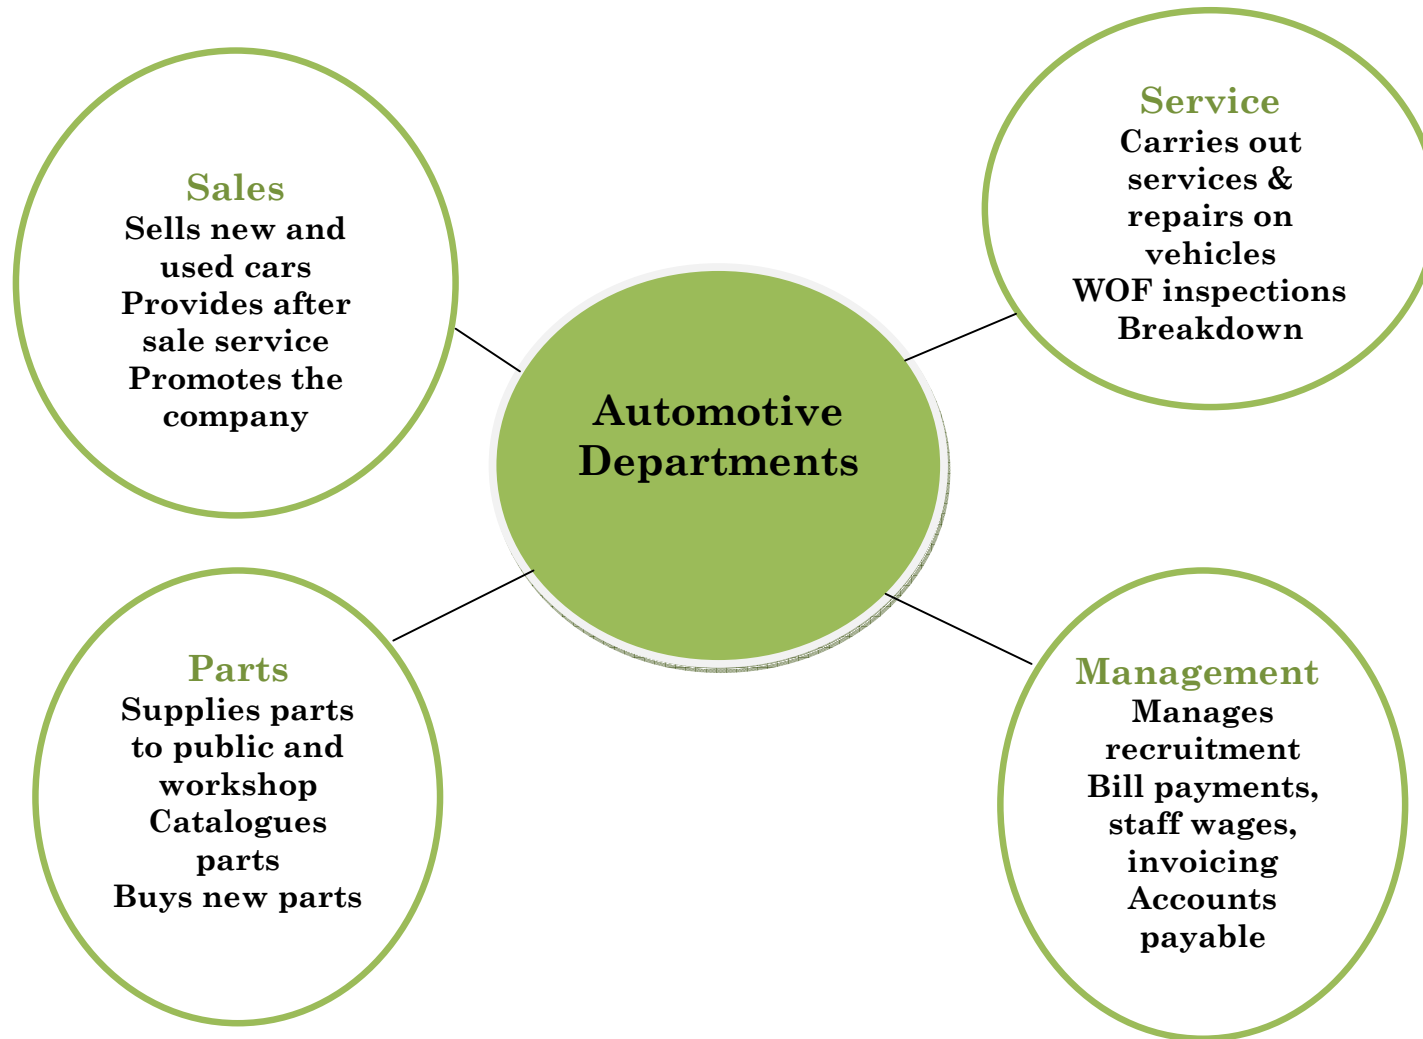 Sales
Sells new and
used cars
Provides after
sale service
Promotes the
company
Service
Carries out
services &
repairs on
vehicles
WOF inspections
Breakdown
Automotive
Departments
Parts
Supplies parts
to public and
workshop
Catalogues
parts
Buys new parts
Management
Manages
recruitment
Bill payments,
staff wages,
invoicing
Accounts
payable